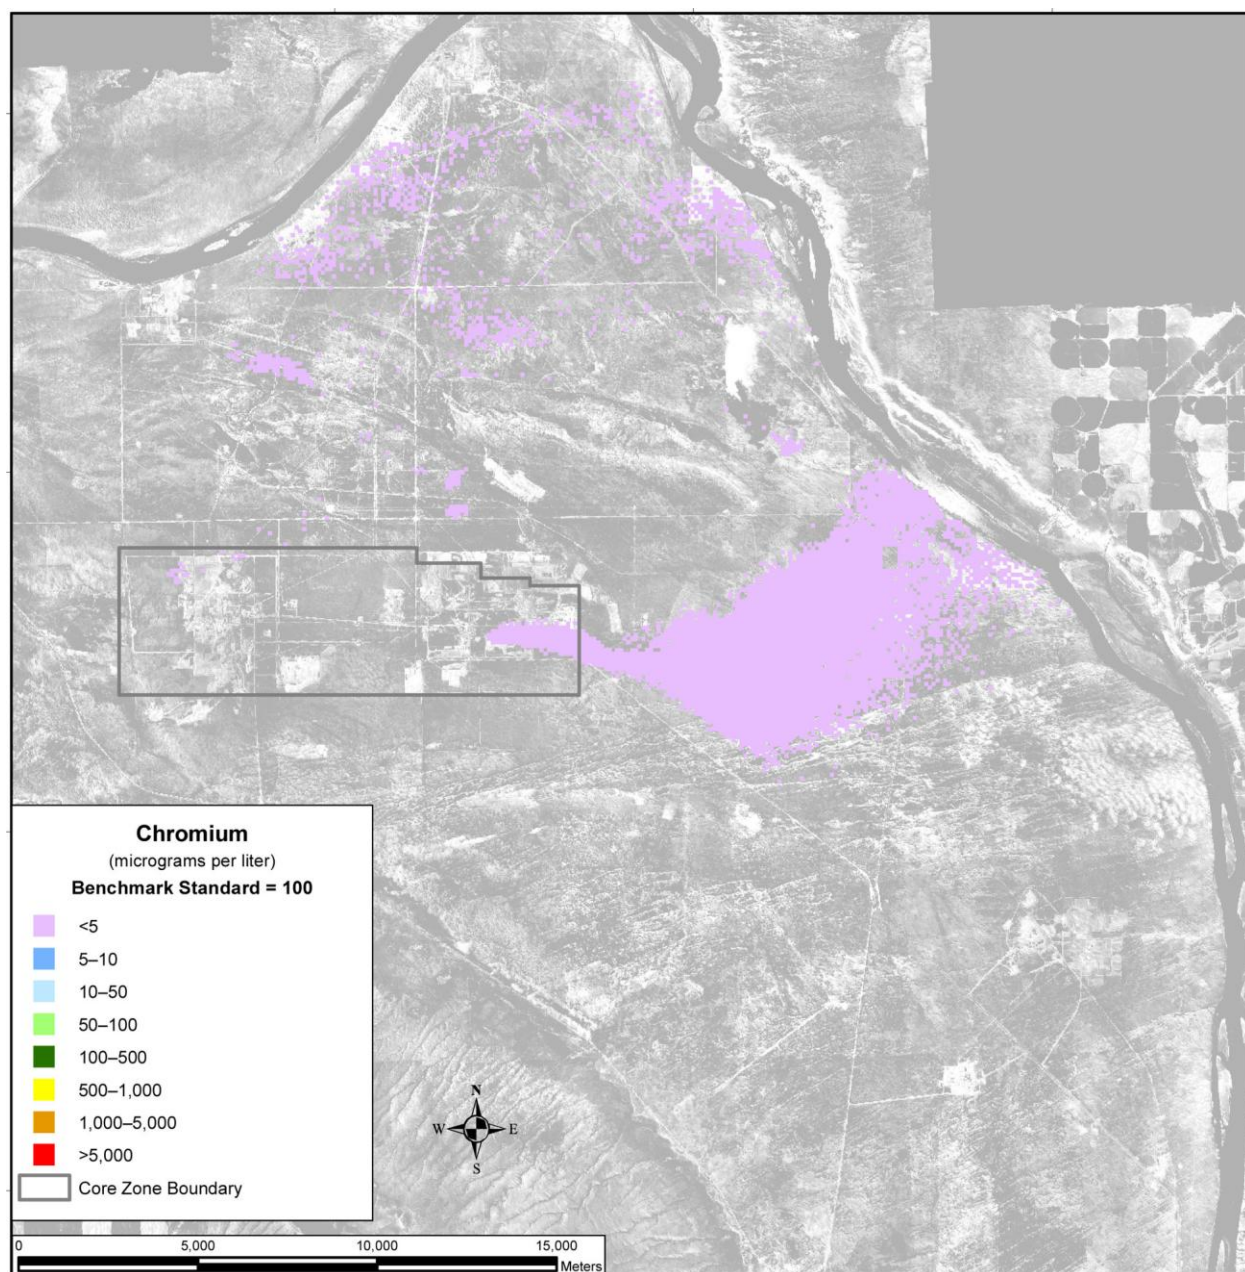 Chromium
(micrograms per liter)
Benchmark Standard = 100
<5
5–10
10–50
50–100
100–500
500–1,000
1,000–5,000
>5,000
Core Zone Boundary
N
W E
S
0 5,000 10,000 15,000
Meters